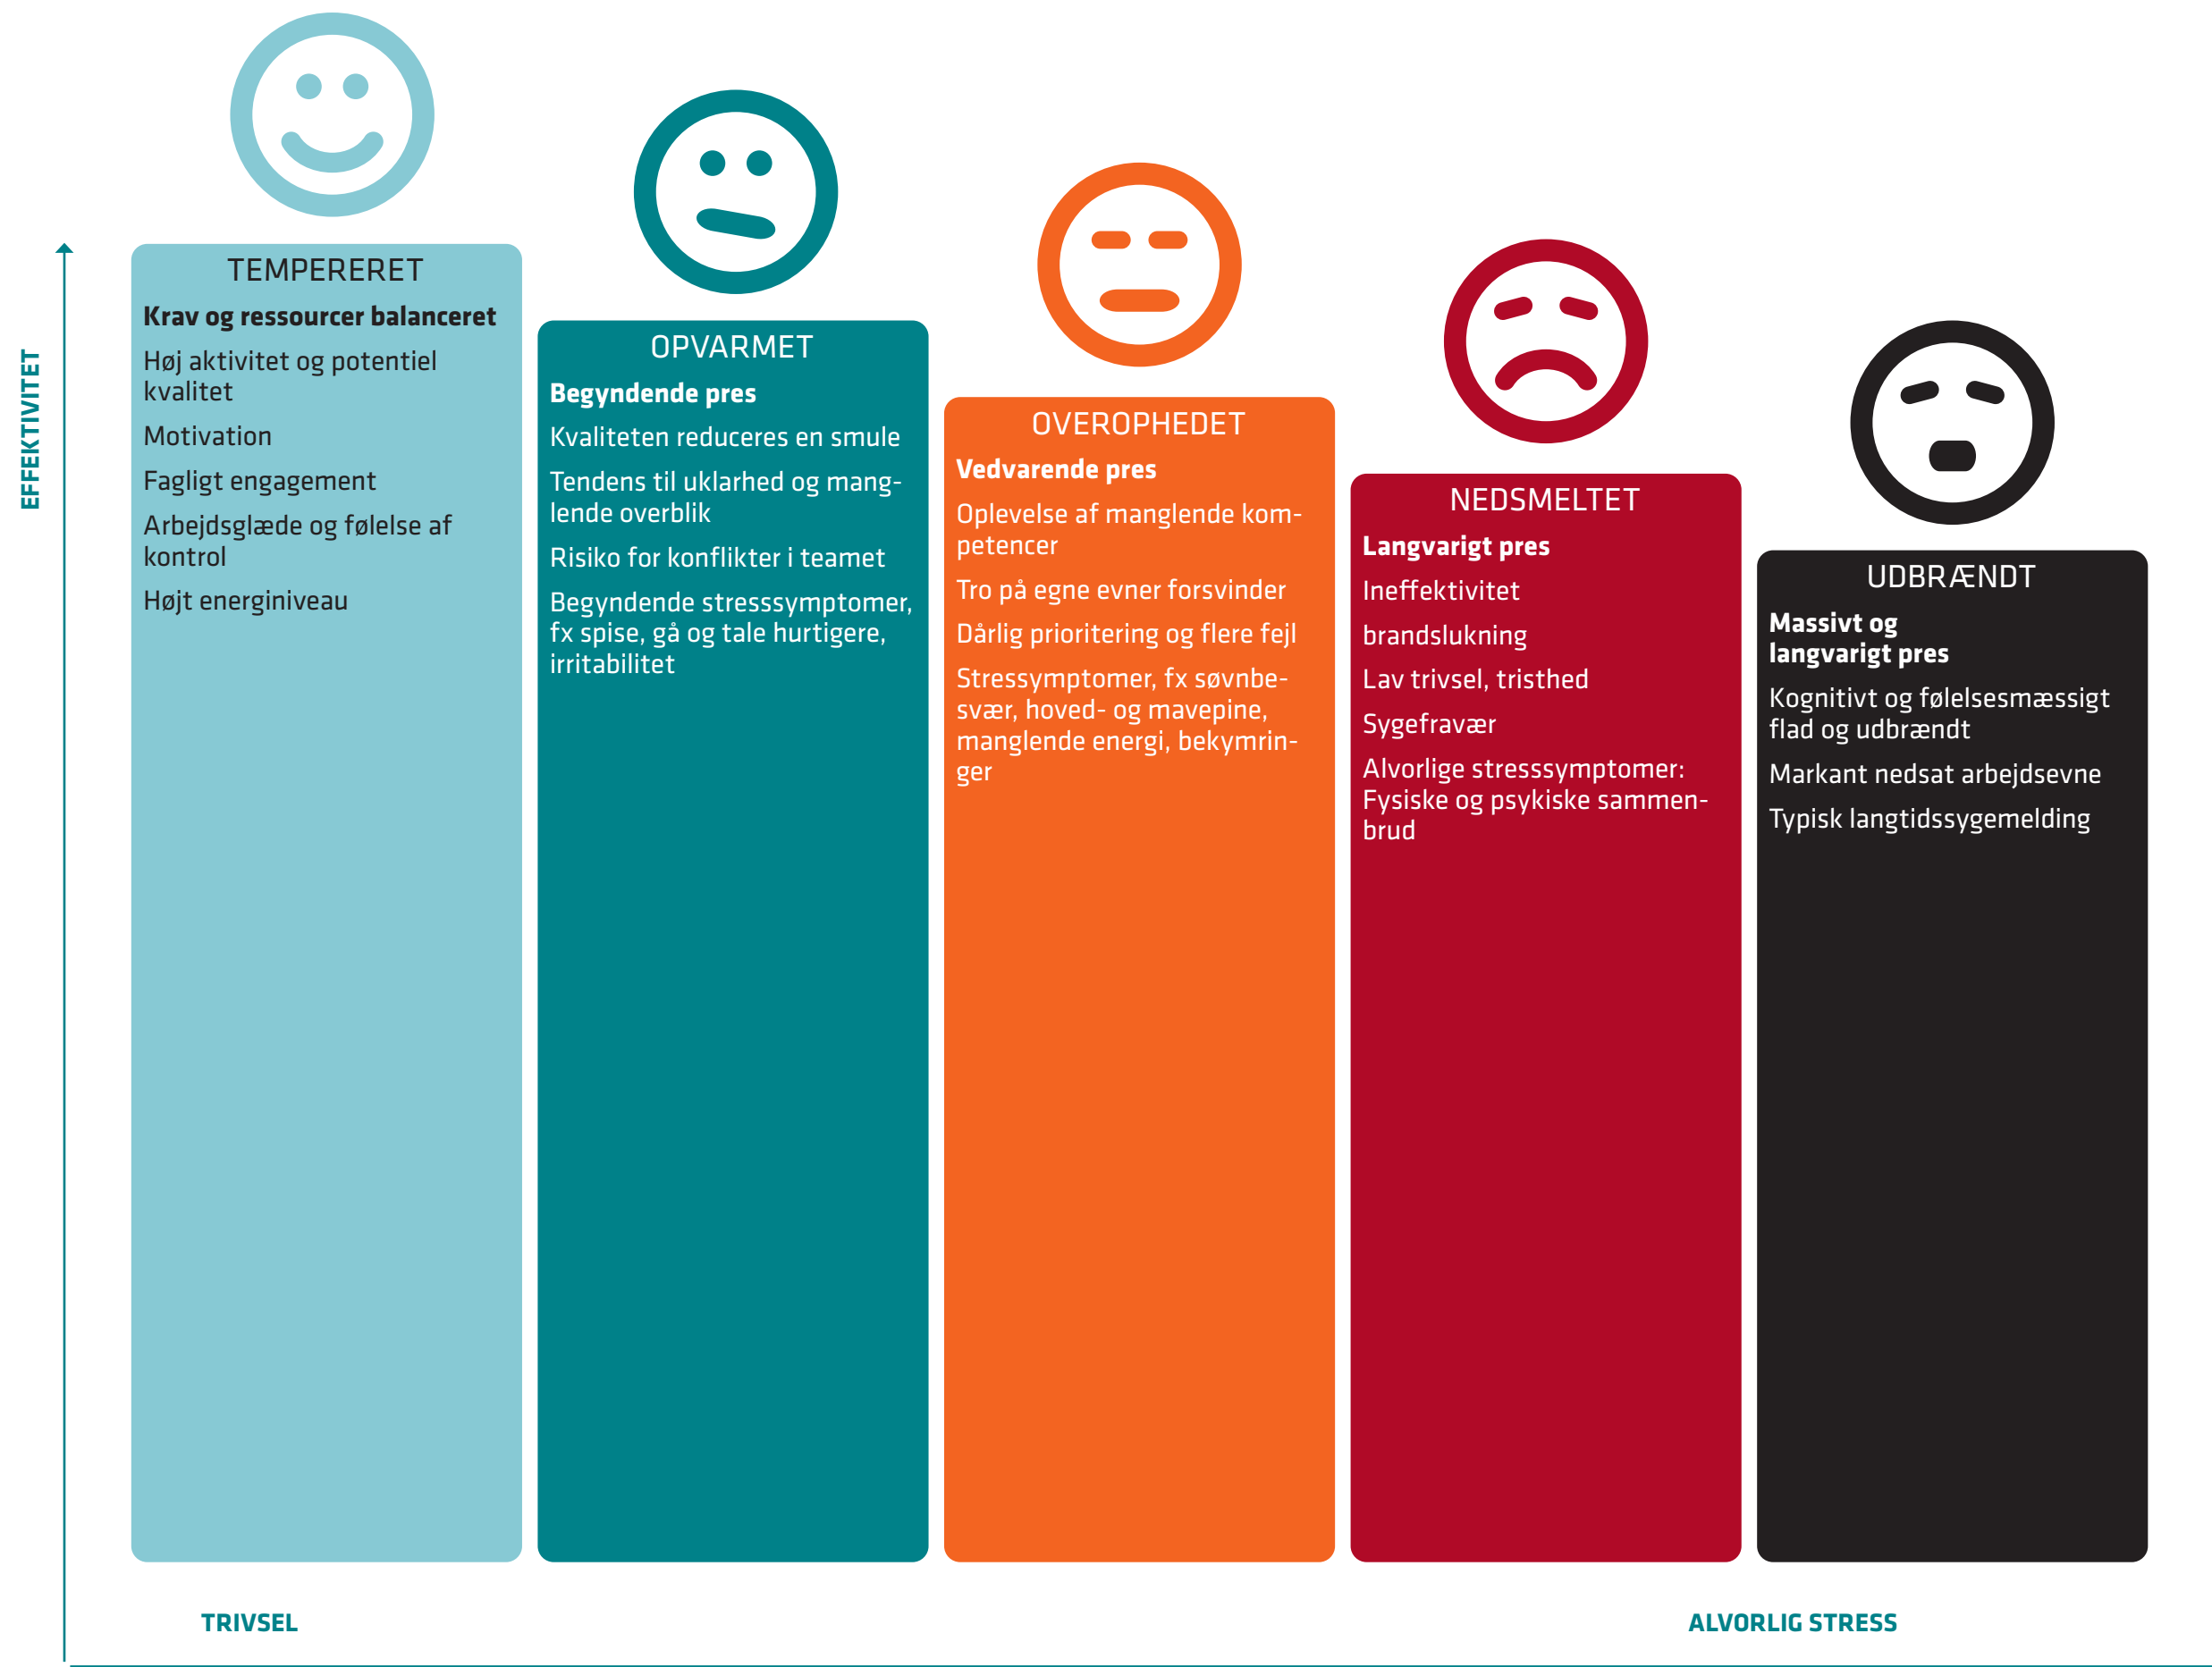 EFFEKTIVITET
TEMPERERET
Krav og ressourcer balanceret
Høj aktivitet og potentiel
kvalitet
Motivation
Fagligt engagement
Arbejdsglæde og følelse af
kontrol
Højt energiniveau
OPVARMET
Begyndende pres
Kvaliteten reduceres en smule
Tendens til uklarhed og mang-
lende overblik
Risiko for konflikter i teamet
Begyndende stresssymptomer,
fx spise, gå og tale hurtigere,
irritabilitet
OVEROPHEDET
Vedvarende pres
Oplevelse af manglende kom-
petencer
Tro på egne evner forsvinder
Dårlig prioritering og flere fejl
Stressymptomer, fx søvnbe-
svær, hoved- og mavepine,
manglende energi, bekymrin-
ger
NEDSMELTET
Langvarigt pres
Ineffektivitet
brandslukning
Lav trivsel, tristhed
Sygefravær
Alvorlige stresssymptomer:
Fysiske og psykiske sammen-
brud
UDBRÆNDT
Massivt og
langvarigt pres
Kognitivt og følelsesmæssigt
flad og udbrændt
Markant nedsat arbejdsevne
Typisk langtidssygemelding
TRIVSEL
ALVORLIG STRESS